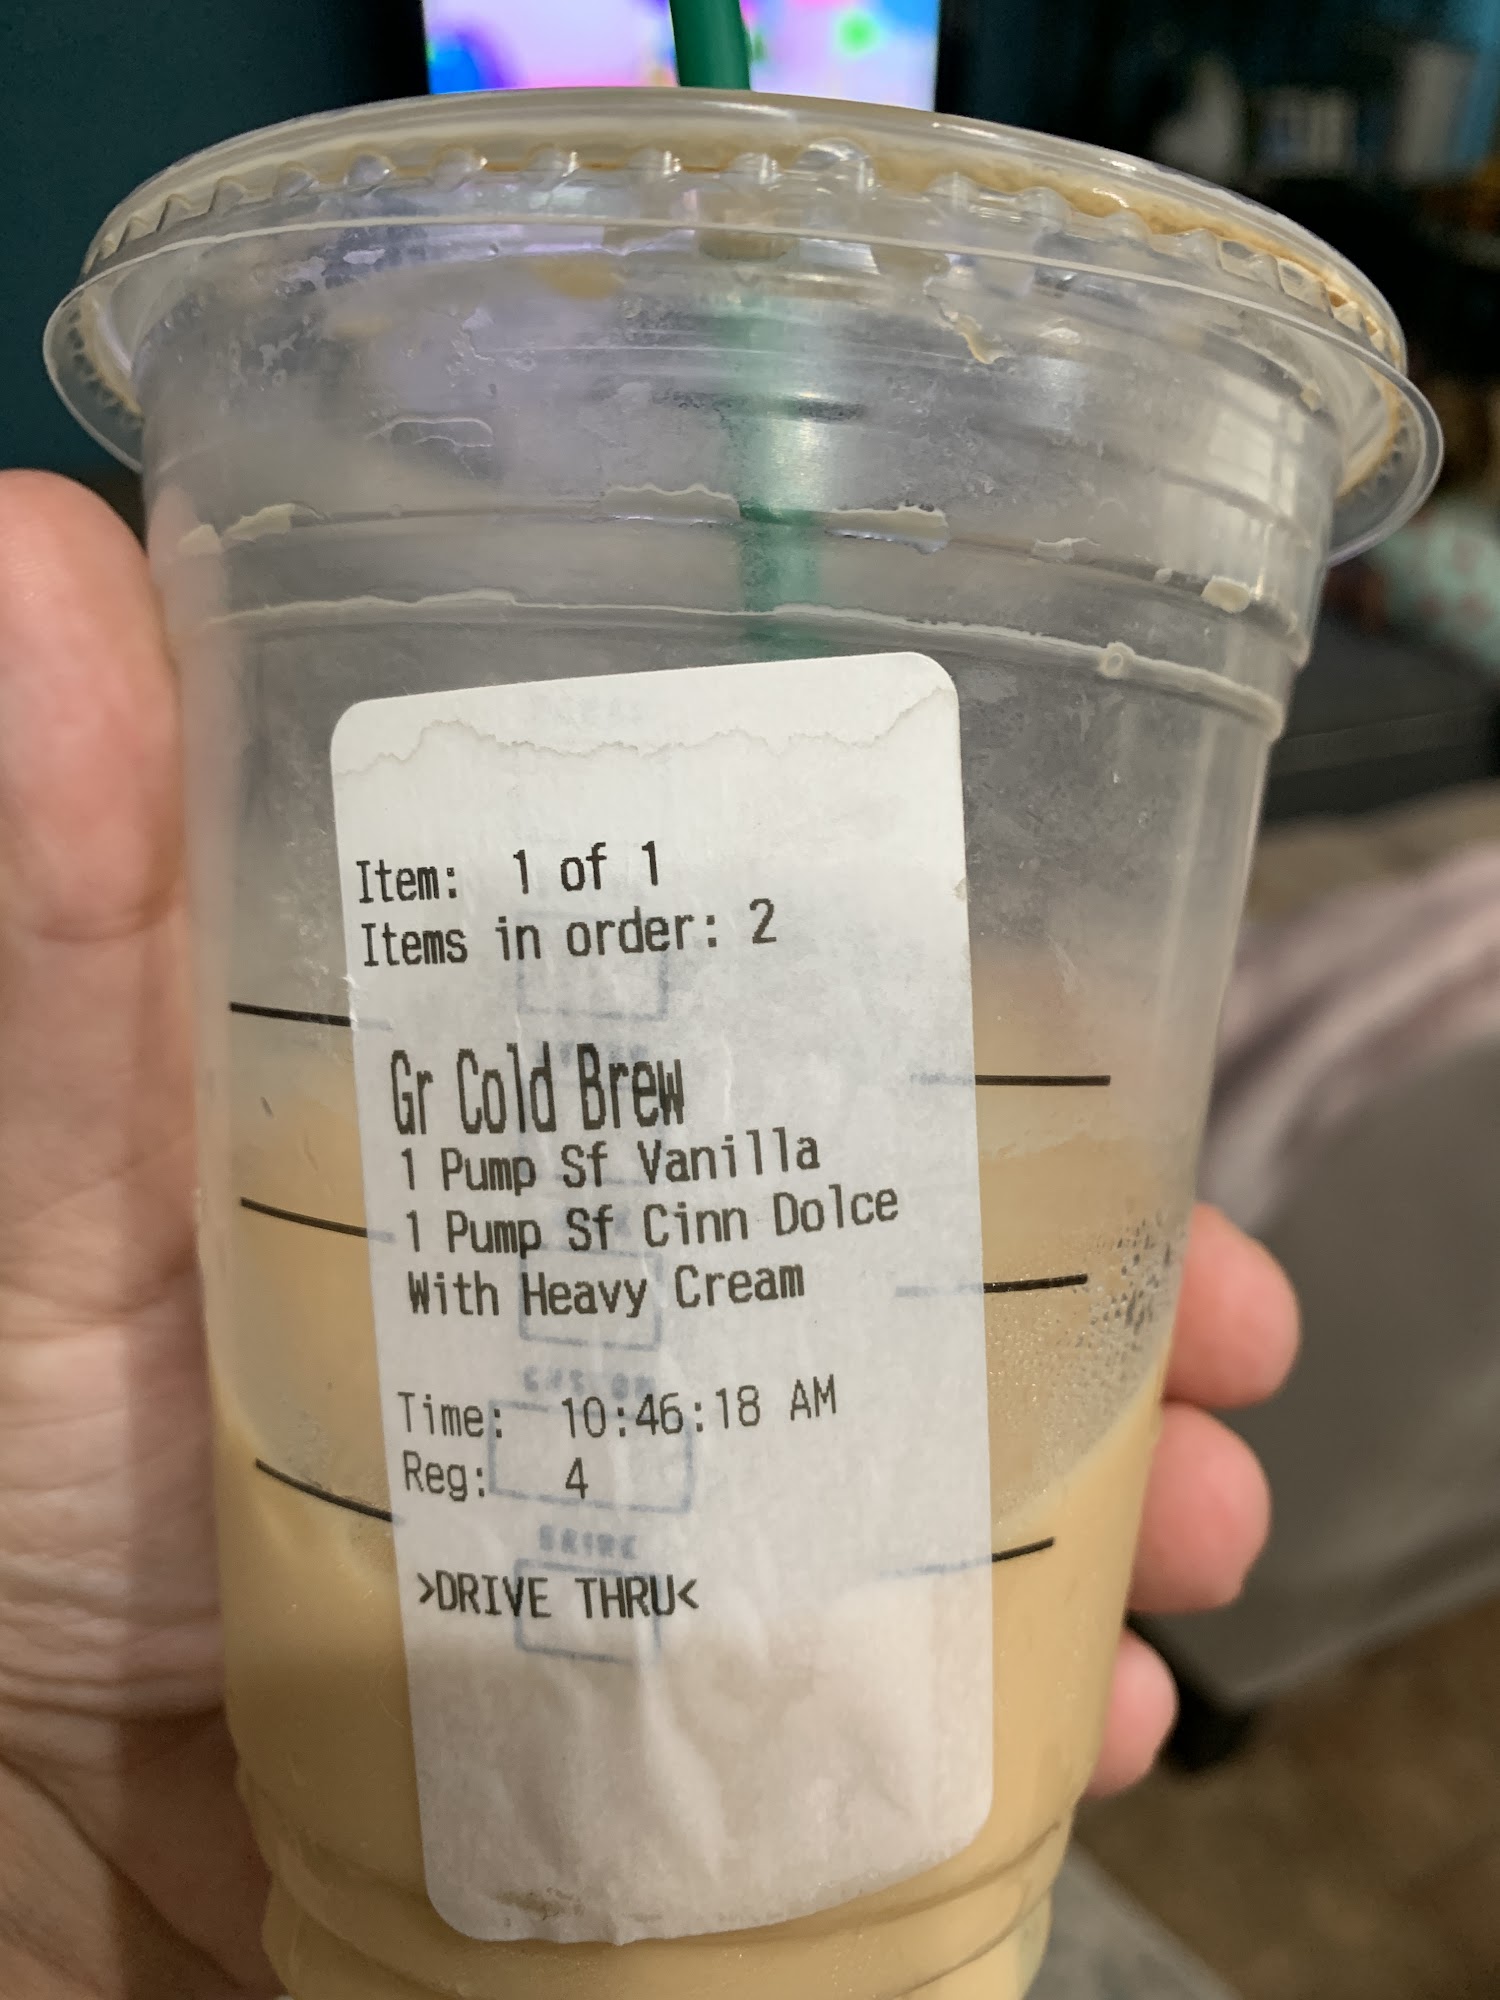 Item: 1 of 1
Items in order: 2
Gr Cold Brew
1 Pump Sf Vanilla
1 Pump Sf Cinn Dolce
With Heavy Cream
Time: 10:46:18 AM
Reg: 4
>DRIVE THRU<